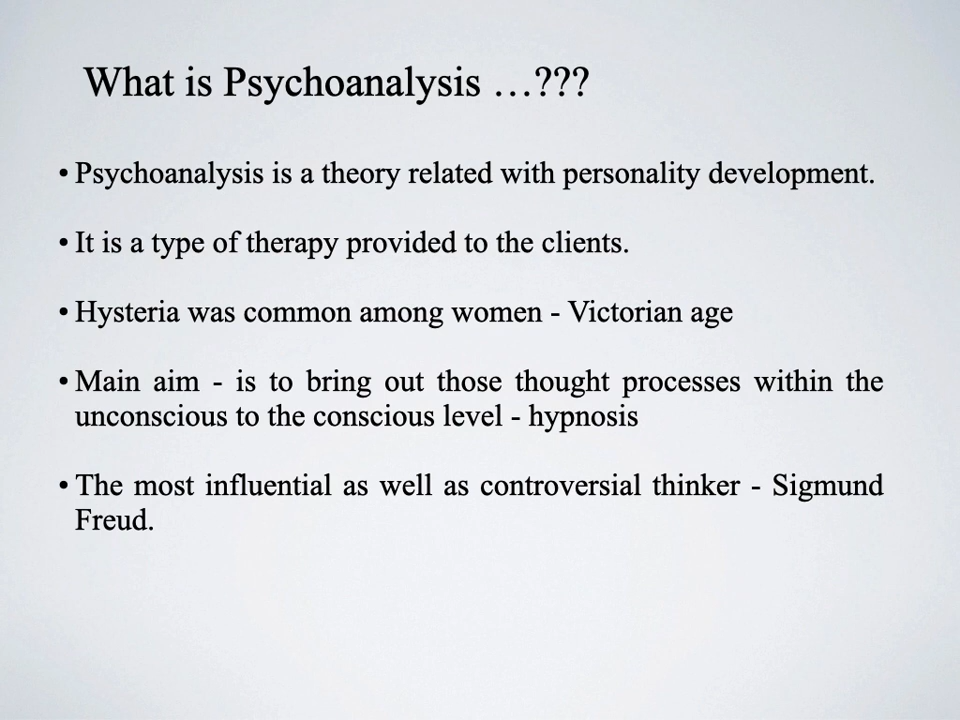 What is Psychoanalysis …???
• Psychoanalysis is a theory related with personality development.
• It is a type of therapy provided to the clients.
• Hysteria was common among women - Victorian age
• Main aim - is to bring out those thought processes within the
unconscious to the conscious level - hypnosis
• The most influential as well as controversial thinker - Sigmund
Freud.